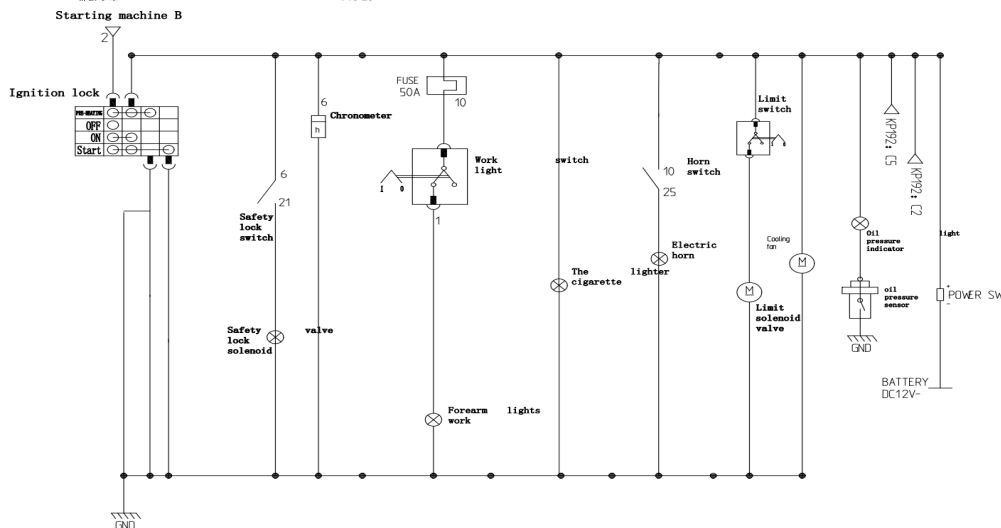 Starting machine B
2
Ignition lock
PRE-HEATING
OFF
ON
Start
GND
6
21
Safety
lock
switch
Safety valve
lock
solenoid
6
h
Chronometer
FUSE
50A
10
Work switch
light
I O
1
Forearm lights
work
The
cigarette lighter
10
25
Horn
switch
Electric
horn
Limit
switch
I O
M
Limit
solenoid
valve
Cooling
fan
M
Oil light
pressure
indicator
oil
pressure
sensor
GND
KP192: C5
KP192: C2
+
POWER SW
-
BATTERY
DC12V-